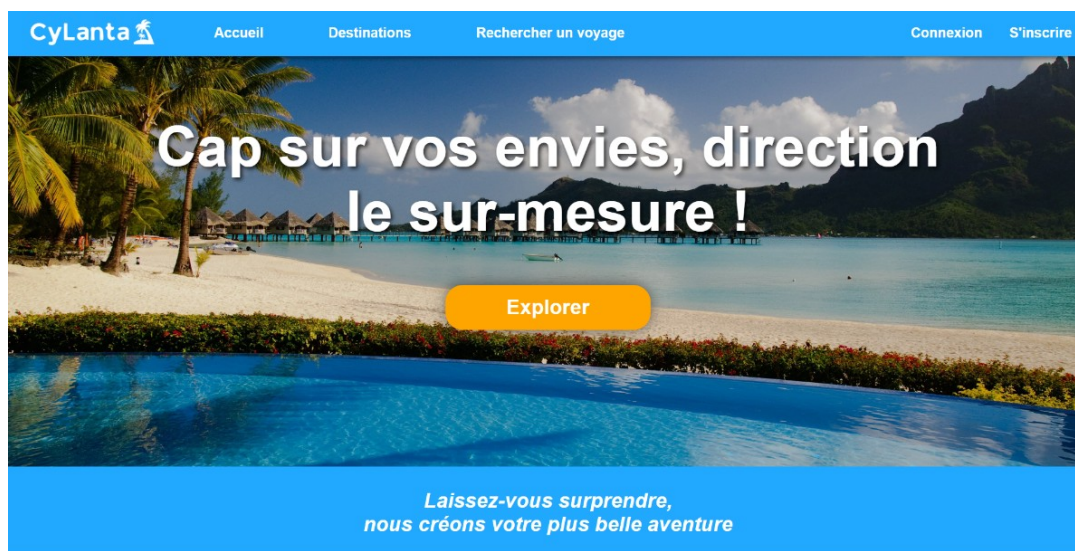 CyLanta Accueil Destinations Rechercher un voyage Connexion S'inscrire
Cap sur vos envies, direction
le sur-mesure !
Explorer
Laissez-vous surprendre,
nous créons votre plus belle aventure